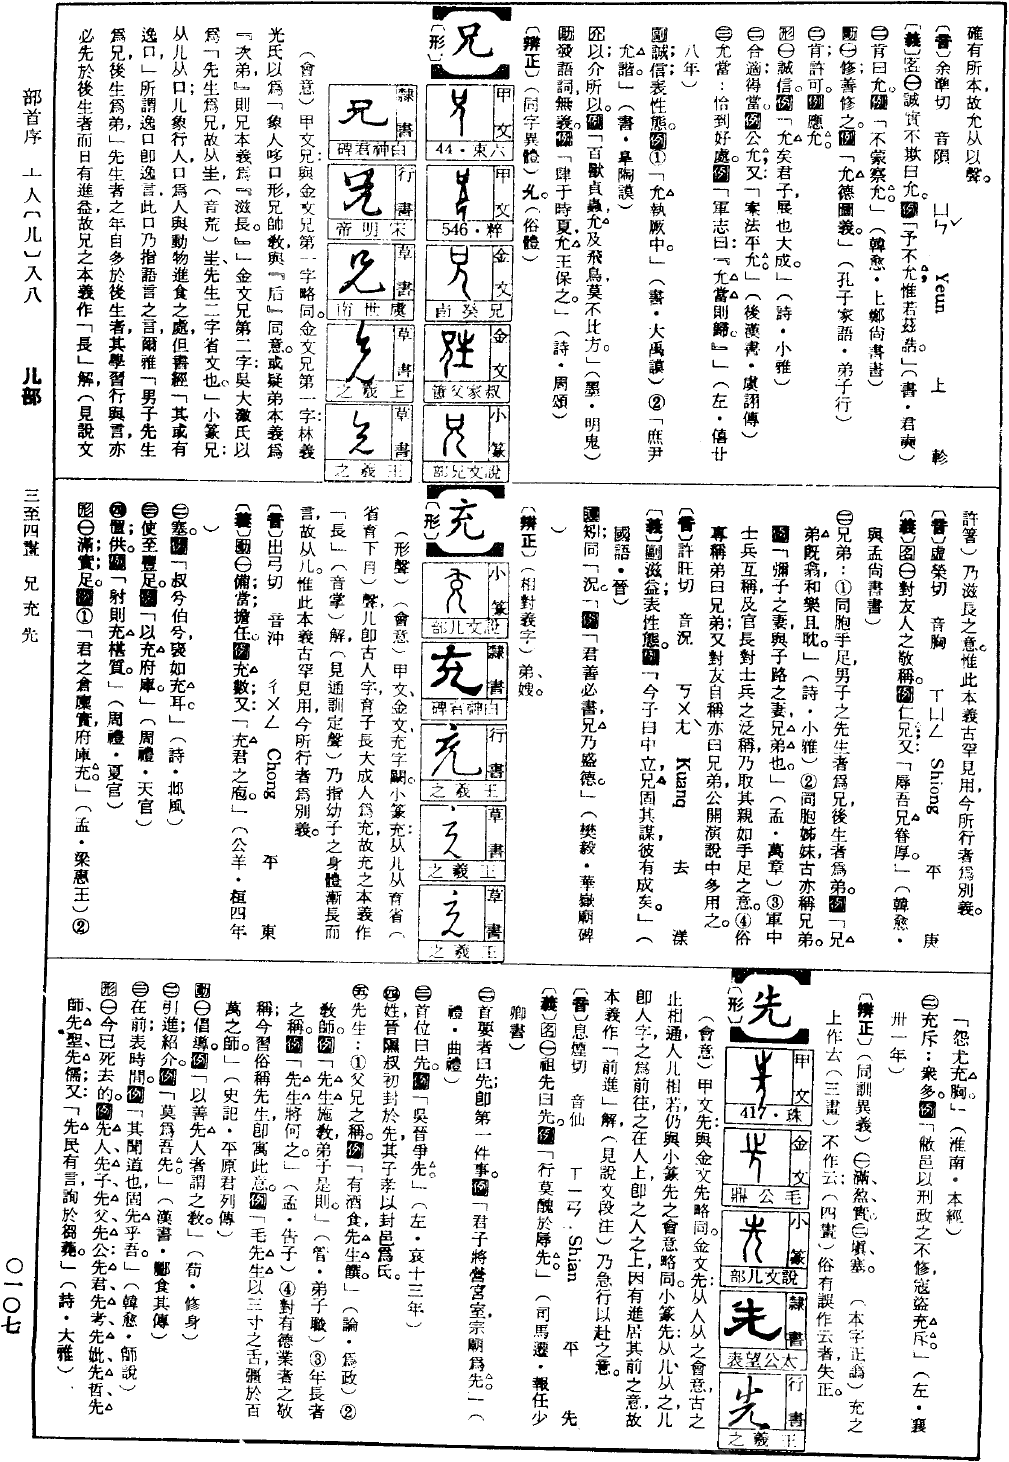 確有所本，故允从以聲。
〔音〕余準切　音隕　ㄩㄣˇ　Yeun　上　軫
〔義〕名㊀誠實不欺曰允。例「予不允惟若茲誥。」（書・君奭）
㊁肯曰允。例「不蒙察允。」（韓愈・上鄭尚書書）
動㊀修善修之。例「允德圖義。」（孔子家語・弟子行）
㊁肯許可。例應允。
形㊀誠信。例「允矣君子，展也大成。」（詩・小雅）
㊁合適得當。例公允；又「案法平允。」（後漢書・虞詡傳）
㊂允當：恰到好處。例「軍志曰：『允當則歸。』」（左・僖廿
八年）
副誠信表性態。例①「允執厥中。」（書・大禹謨）②「庶尹
允諧。」（書・皋陶謨）
介以介所以。例「百獸貞蟲，允及飛鳥，莫不比方。」（墨・明鬼）
助發語詞，無義。例「肆于時夏，允王保之。」（詩・周頌）
〔辨正〕（同字異體）（俗體）
兄
〔形〕
甲文　六東・44
甲文　粹・546
金文　兄癸卣
金文　叔家父簠
小篆　說文兄部
隸書　白神君碑
行書　宋明帝
草書　虞世南
草書　王羲之
草書　王羲之
（會意）甲文兄：與金文兄第一字略同。金文兄第一字：林義
光氏以爲「象人哆口形，兄師教，與『后』同意。或疑弟本義爲
『次弟』，則兄本義爲『滋長』。」金文兄第二字：吳大澂氏以
爲「先生爲兄，故从㞷（音荒）㞷，先生二字省文也。」小篆兄：
从儿从口，儿象行人，口爲人與動物進食之處，但書經「其或有
逸口，」所謂逸口即逸言，此口乃指語言之言，爾雅「男子先生
爲兄，後生爲弟，」先生者之年自多於後生者，其學習行與言亦
必先於後生者而日有進益，故兄之本義作「長」解（見說文
許箸）乃滋長之意。惟此本義古罕見用，今所行者爲別義。
〔音〕虛榮切　音胸　ㄒㄩㄥ　Shiong　平　庚
〔義〕名㊀對友人之敬稱。例仁兄；又「辱吾兄眷厚。」（韓愈・
與孟尚書書）
㊁兄弟：①同胞手足，男子之先生者爲兄，後生者爲弟。例「兄
弟既翕，和樂且耽。」（詩・小雅）②同胞姊妹，古亦稱兄弟。
例「彌子之妻與子路之妻，兄弟也。」（孟・萬章）③軍中
士兵互稱及官長對士兵之泛稱，乃取其親如手足之意。④俗
專稱弟曰兄弟；又對友自稱亦曰兄弟，公開演說中多用之。
〔音〕許旺切　音況　ㄎㄨㄤˋ　Kuanq　去　漾
〔義〕副滋益表性態。例「今子曰中立，兄固其謀，彼有成矣。」（
國語・晉）
連矧同「況」。例「君善必書，兄乃盛德。」（樊毅・華嶽廟碑
）
〔辨正〕（相對義字）弟、嫂。
充
〔形〕
小篆　說文儿部
隸書　白神君碑
行書　王羲之
草書　王羲之
草書　王羲之
（形聲）（會意）甲文、金文充字闕。小篆充：从儿从育省（
省育下月）聲，儿即古人字，育子長大成人爲充，故充之本義作
「長」（音掌）解（見通訓定聲）乃指幼子之身體漸長而
言，故从儿。惟此本義古罕見用，今所行者爲別義。
〔音〕出弓切　音沖　ㄔㄨㄥ　Chong　平　東
〔義〕動㊀備當；擔任。例充數；又「充君之庖。」（公羊・桓四年
）
㊁塞。例「叔兮伯兮，褎如充耳。」（詩・邶風）
㊂使至豐足。例「以充府庫。」（周禮・天官）
㊃置供。例「射則充椹質。」（周禮・夏官）
形㊀滿；實足。例①「君之倉廩實，府庫充。」（孟・梁惠王）②
「怨尤充胸。」（淮南・本經）
㊁充斥：衆多。例「敝邑以刑政之不修，寇盜充斥。」（左・襄
卅一年）
〔辨正〕（同訓異義）㊀滿、盈、實。㊁塡、塞。（本字正譌）充之
上作𠫓（三畫）不作云（四畫）俗有誤作云者失正。
先
〔形〕
甲文　珠・417
金文　毛公鼎
小篆　說文儿部
隸書　太公望表
行書　王羲之
（會意）甲文先：與金文先略同。金文先：从人从之會意，古之
止相通，人儿相若，仍與小篆先之會意略同。小篆先：从儿从之，儿
即人字，之爲前往，之在人上即之人之上，因有進居其前之意，故
本義作「前進」解（見說文段注）乃急行以赴之意。
〔音〕息煙切　音仙　ㄒㄧㄢ　Shian　平　先
〔義〕名㊀祖先曰先。例「行莫醜於辱先。」（司馬遷・報任少
卿書）
㊁首要者曰先；即第一件事。例「君子將營宮室，宗廟爲先。」（
禮・曲禮）
㊂首位曰先。例「吳晉爭先。」（左・哀十三年）
㊃姓，晉隰叔初封於先，其子孝以封邑爲氏。
㊄先生：①父兄之稱。例「有酒食，先生饌。」（論・爲政）②
教師。例「先生施教，弟子是則。」（管・弟子職）③年長者
之稱。例「先生將何之。」（孟・告子）④對有德業者之敬
稱，今習俗稱先生即寓此意。例「毛先生以三寸之舌，彊於百
萬之師。」（史記・平原君列傳）
動㊀倡導。例「以善先人者謂之教。」（荀・修身）
㊁引進；紹介。例「莫爲吾先。」（漢書・酈食其傳）
㊂在前表時間。例「其聞道也固先乎吾。」（韓愈・師說）
形㊀今已死去的。例先人、先子、先父、先公、先君、先考、先妣、先哲、先
師、先聖、先儒；又「先民有言，詢於芻蕘。」（詩・大雅）
部首序　亠人〔儿〕入八　儿部　三至四畫　兄充先　〇一〇七